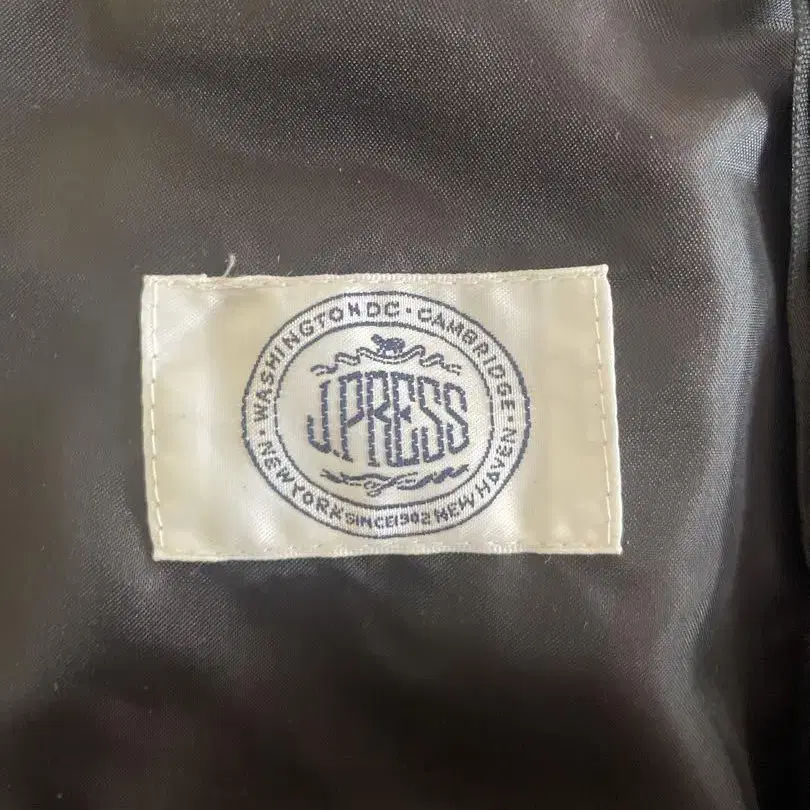 WASHINGTON DC · CAMBRIDGE · NEW HAVEN
SINCE 1902
NEW YORK ·
J.PRESS